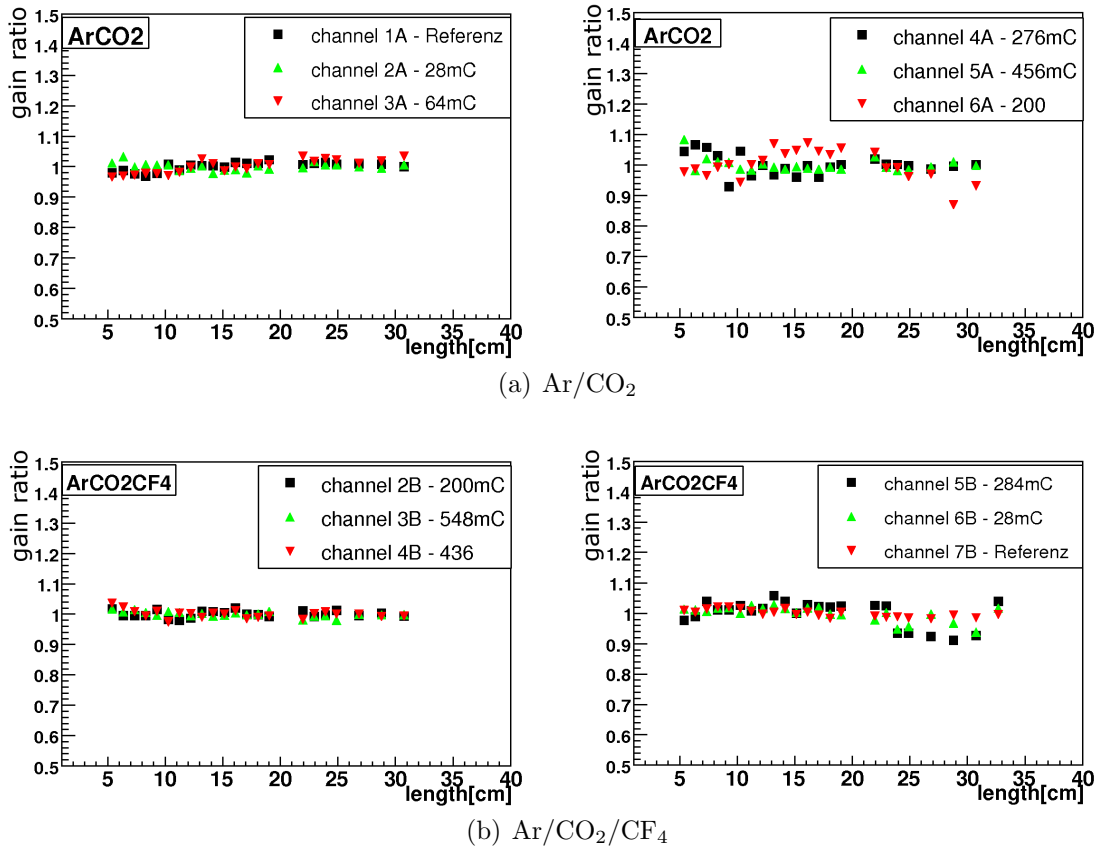 gain ratio
1.5
1.4
1.3
1.2
1.1
1
0.9
0.8
0.7
0.6
0.5
ArCO2
channel 1A - Referenz
channel 2A - 28mC
channel 3A - 64mC
5 10 15 20 25 30 35 40
length[cm]
gain ratio
1.5
1.4
1.3
1.2
1.1
1
0.9
0.8
0.7
0.6
0.5
ArCO2
channel 4A - 276mC
channel 5A - 456mC
channel 6A - 200
5 10 15 20 25 30 35 40
length[cm]
(a) Ar/CO₂
gain ratio
1.5
1.4
1.3
1.2
1.1
1
0.9
0.8
0.7
0.6
0.5
ArCO2CF4
channel 2B - 200mC
channel 3B - 548mC
channel 4B - 436
5 10 15 20 25 30 35 40
length[cm]
gain ratio
1.5
1.4
1.3
1.2
1.1
1
0.9
0.8
0.7
0.6
0.5
ArCO2CF4
channel 5B - 284mC
channel 6B - 28mC
channel 7B - Referenz
5 10 15 20 25 30 35 40
length[cm]
(b) Ar/CO₂/CF₄